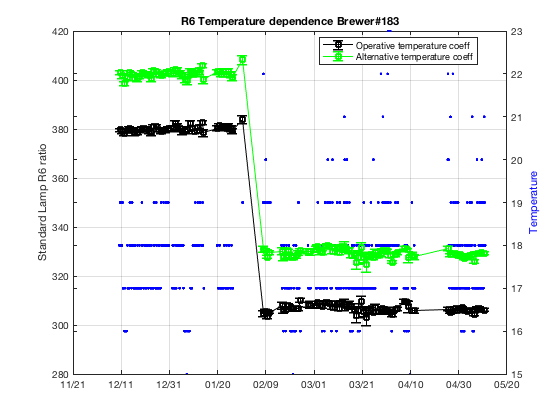 R6 Temperature dependence Brewer#183
Operative temperature coeff
Alternative temperature coeff
Standard Lamp R6 ratio
420
400
380
360
340
320
300
280
23
22
21
20
19
18
17
16
15
Temperature
11/21 12/11 12/31 01/20 02/09 03/01 03/21 04/10 04/30 05/20